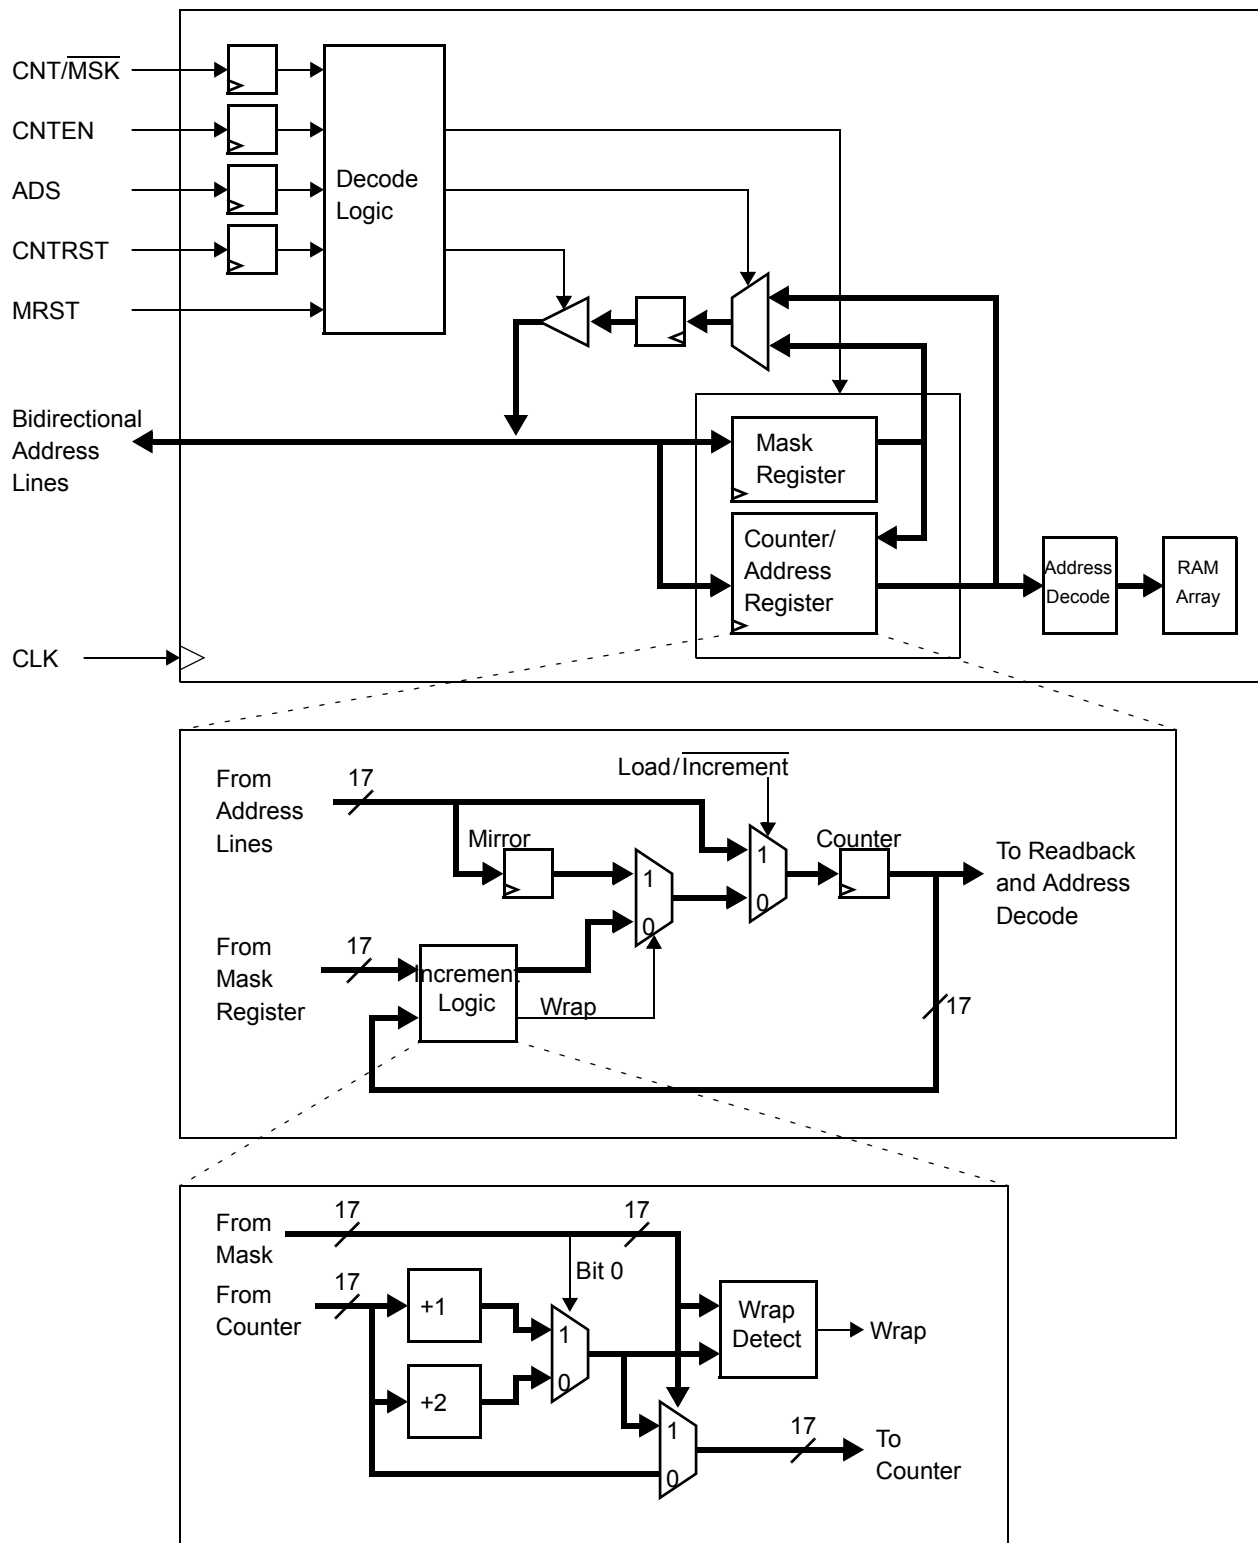 CNT/MSK
CNTEN
ADS
CNTRST
MRST
Decode
Logic
Bidirectional
Address
Lines
Mask
Register
Counter/
Address
Register
Address
Decode
RAM
Array
CLK
From
Address
Lines
17
Load/Increment
Mirror
1
0
1
0
Counter
To Readback
and Address
Decode
From
Mask
Register
17
Increment
Logic
Wrap
17
From
Mask
17
17
Bit 0
From
Counter
17
+1
+2
1
0
Wrap
Detect
Wrap
1
0
17
To
Counter